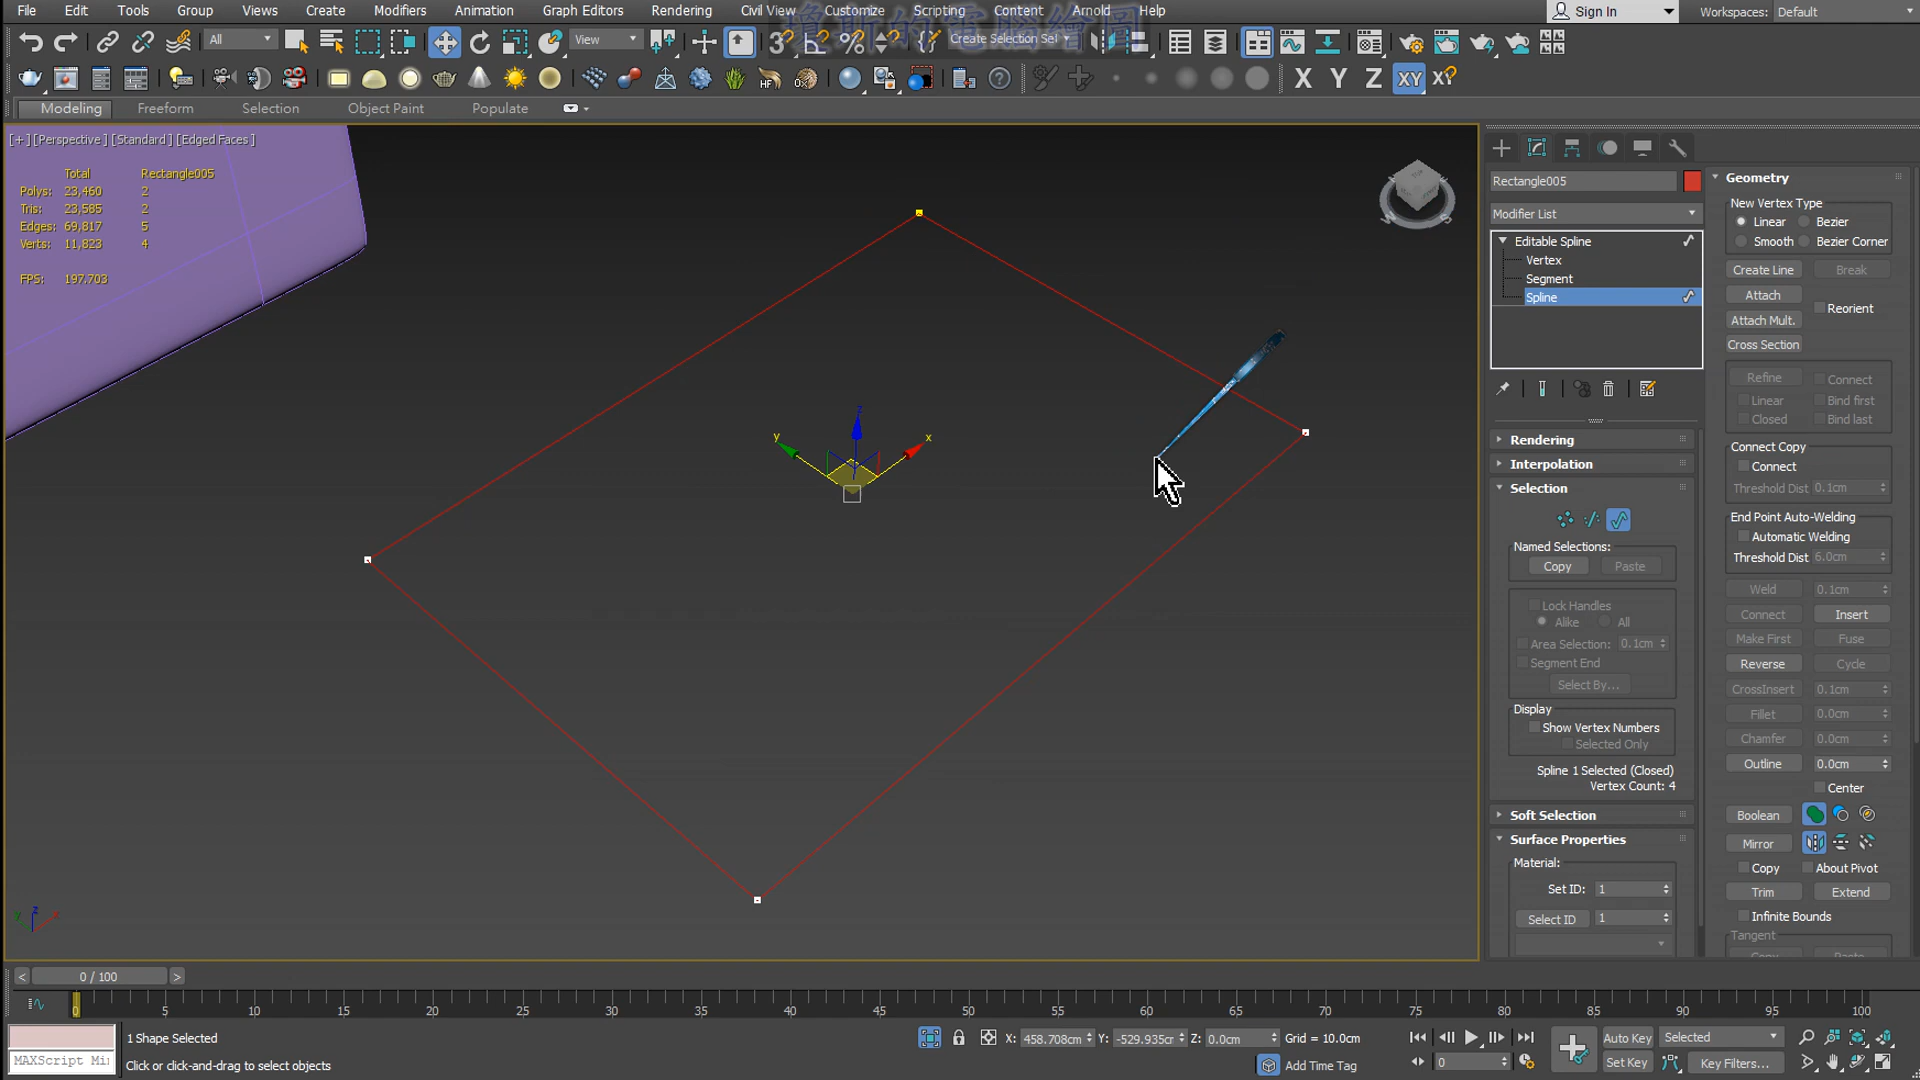 File Edit Tools Group Views Create Modifiers Animation Graph Editors Rendering Civil View Customize Scripting Content Arnold Help
Sign In Workspaces: Default
瓊斯的電腦繪圖
All View Create Selection Set
X Y Z XY XY
Modeling Freeform Selection Object Paint Populate
[+] [Perspective] [Standard] [Edged Faces]
Total Rectangle005
Polys: 23,460 2
Tris: 23,585 2
Edges: 69,817 5
Verts: 11,823 4
FPS: 197.703
z
y
x
Rectangle005
Modifier List
Editable Spline
Vertex
Segment
Spline
Rendering
Interpolation
Selection
Named Selections:
Copy Paste
Lock Handles
Alike All
Area Selection: 0.1cm
Segment End
Select By...
Display
Show Vertex Numbers
Selected Only
Spline 1 Selected (Closed)
Vertex Count: 4
Soft Selection
Surface Properties
Material:
Set ID: 1
Select ID 1
Geometry
New Vertex Type
Linear Bezier
Smooth Bezier Corner
Create Line Break
Attach
Reorient
Attach Mult.
Cross Section
Refine Connect
Linear Bind first
Closed Bind last
Connect Copy
Connect
Threshold Dist 0.1cm
End Point Auto-Welding
Automatic Welding
Threshold Dist 6.0cm
Weld 0.1cm
Connect Insert
Make First Fuse
Reverse Cycle
CrossInsert 0.1cm
Fillet 0.0cm
Chamfer 0.0cm
Outline 0.0cm
Center
Boolean
Mirror
Copy About Pivot
Trim Extend
Infinite Bounds
Tangent
y z x
< 0 / 100 >
0 5 10 15 20 25 30 35 40 45 50 55 60 65 70 75 80 85 90 95 100
1 Shape Selected
X: 458.708cm Y: -529.935cm Z: 0.0cm Grid = 10.0cm
Auto Key Selected
MAXScript Mi
Click or click-and-drag to select objects
Add Time Tag
0
Set Key Key Filters...